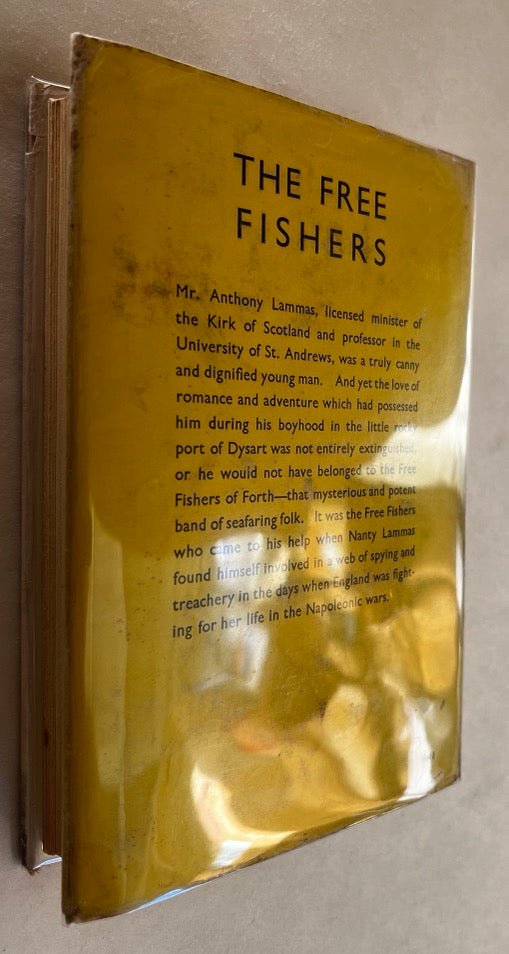 THE FREE
FISHERS
Mr. Anthony Lammas, licensed minister of
the Kirk of Scotland and professor in the
University of St. Andrews, was a truly canny
and dignified young man. And yet the love of
romance and adventure which had possessed
him during his boyhood in the little rocky
port of Dysart was not entirely extinguished,
or he would not have belonged to the Free
Fishers of Forth—that mysterious and potent
band of seafaring folk. It was the Free Fishers
who came to his help when Nanty Lammas
found himself involved in a web of spying and
treachery in the days when England was fight-
ing for her life in the Napoleonic wars.